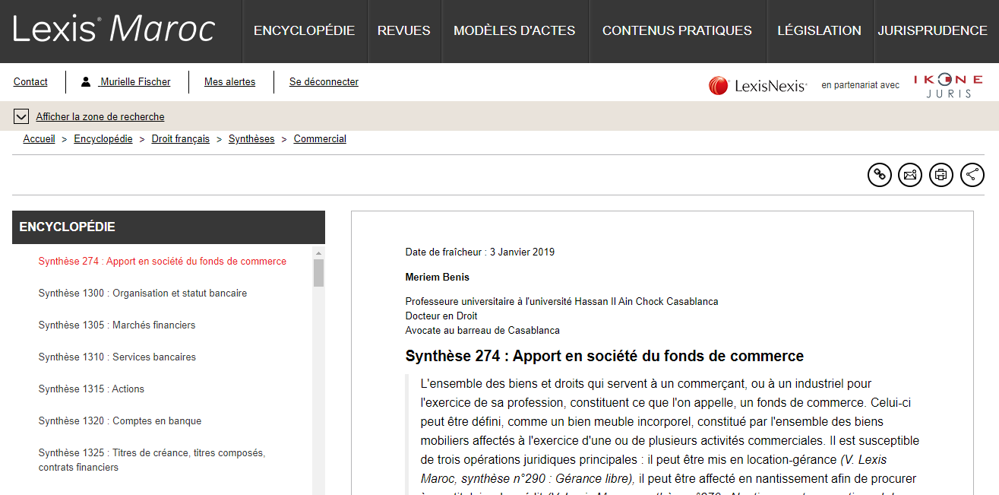 Lexis® Maroc
ENCYCLOPÉDIE
REVUES
MODÈLES D'ACTES
CONTENUS PRATIQUES
LÉGISLATION
JURISPRUDENCE
Contact
Murielle Fischer
Mes alertes
Se déconnecter
LexisNexis®
en partenariat avec
IKONE
JURIS
Afficher la zone de recherche
Accueil > Encyclopédie > Droit français > Synthèses > Commercial
ENCYCLOPÉDIE
Synthèse 274 : Apport en société du fonds de commerce
Synthèse 1300 : Organisation et statut bancaire
Synthèse 1305 : Marchés financiers
Synthèse 1310 : Services bancaires
Synthèse 1315 : Actions
Synthèse 1320 : Comptes en banque
Synthèse 1325 : Titres de créance, titres composés,
contrats financiers
Date de fraîcheur : 3 Janvier 2019
Meriem Benis
Professeure universitaire à l'université Hassan II Ain Chock Casablanca
Docteur en Droit
Avocate au barreau de Casablanca
Synthèse 274 : Apport en société du fonds de commerce
L'ensemble des biens et droits qui servent à un commerçant, ou à un industriel pour
l'exercice de sa profession, constituent ce que l'on appelle, un fonds de commerce. Celui-ci
peut être défini, comme un bien meuble incorporel, constitué par l'ensemble des biens
mobiliers affectés à l'exercice d'une ou de plusieurs activités commerciales. Il est susceptible
de trois opérations juridiques principales : il peut être mis en location-gérance (V. Lexis
Maroc, synthèse n°290 : Gérance libre), il peut être affecté en nantissement afin de procurer